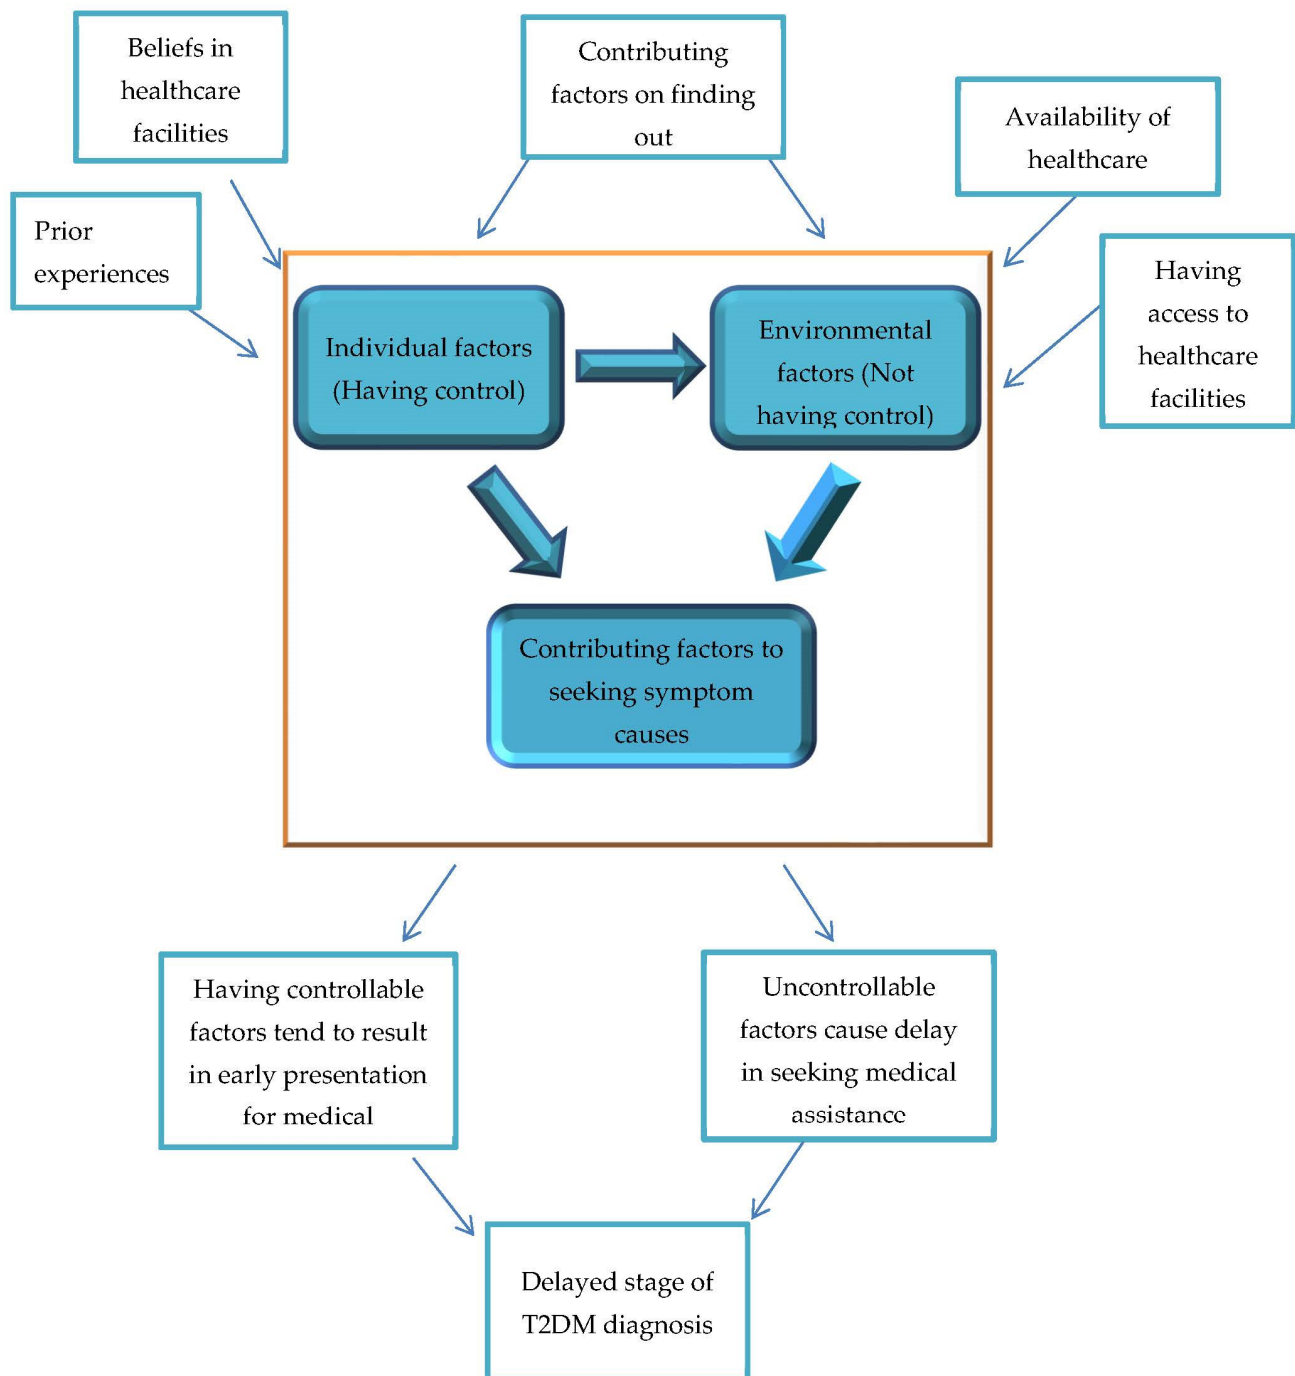 Beliefs in
healthcare
facilities
Contributing
factors on finding
out
Availability of
healthcare
Prior
experiences
Having
access to
healthcare
facilities
Individual factors
(Having control)
Environmental
factors (Not
having control)
Contributing factors to
seeking symptom
causes
Having controllable
factors tend to result
in early presentation
for medical
Uncontrollable
factors cause delay
in seeking medical
assistance
Delayed stage of
T2DM diagnosis